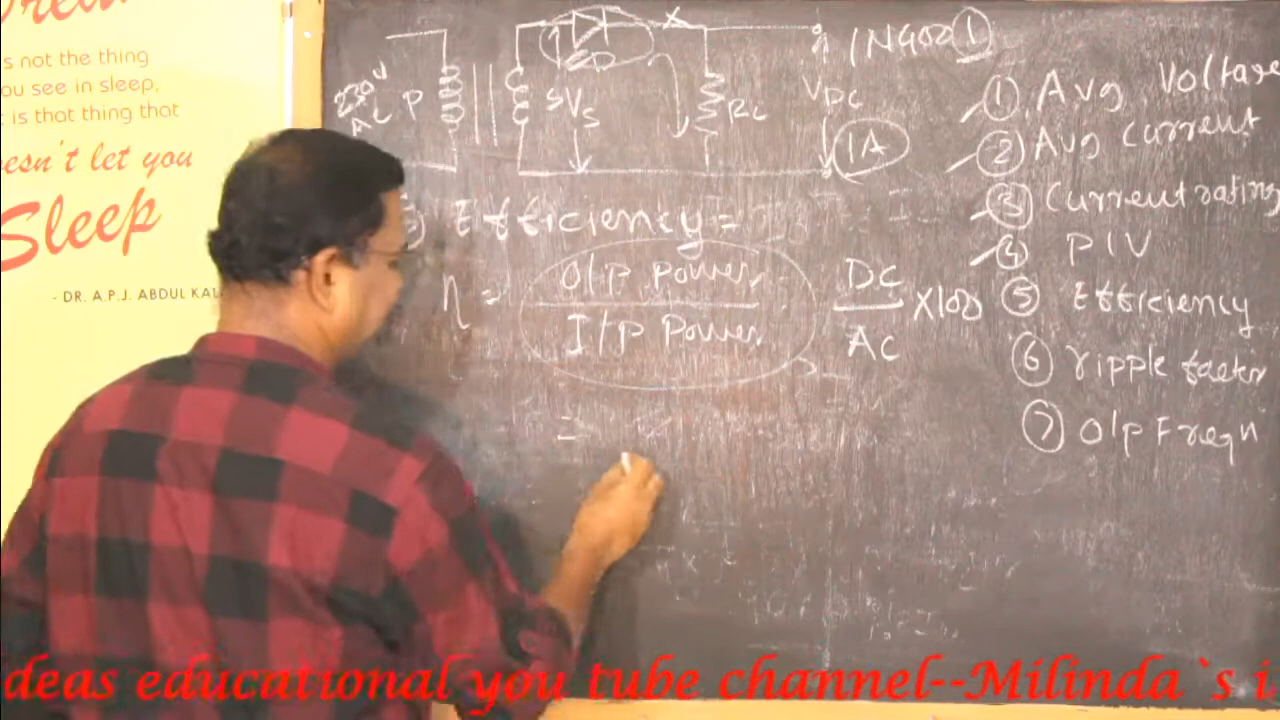 s not the thing
ou see in sleep,
t is that thing that
esn't let you
Sleep
- DR. A.P.J. ABDUL KAL
230V
AC P
S VS
D
X
RL
VDC
1N4001
1A
① Avg Voltage
② Avg Current
③ Current rating
④ PIV
⑤ Efficiency
⑥ ripple factor
⑦ O/p Freqn
Efficiency =
η = O/P Power / I/P Power
DC / AC X100
=
deas educational you tube channel--Milinda`s i